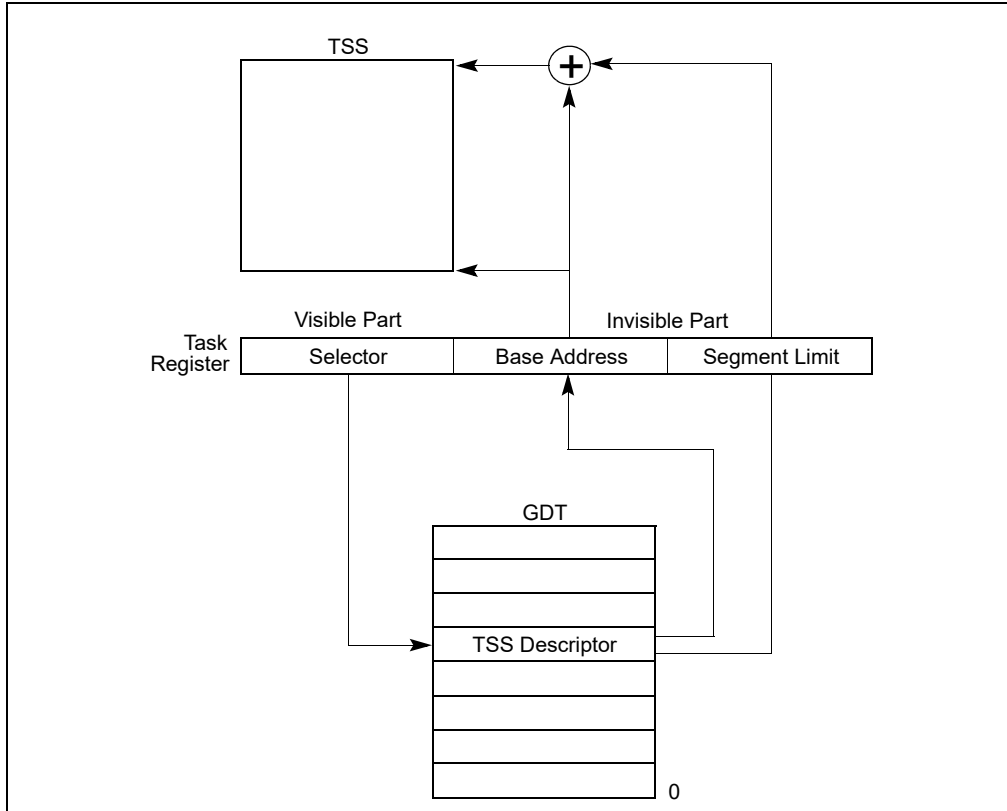 TSS
+
Visible Part
Invisible Part
Task
Register
Selector
Base Address
Segment Limit
GDT
TSS Descriptor
0